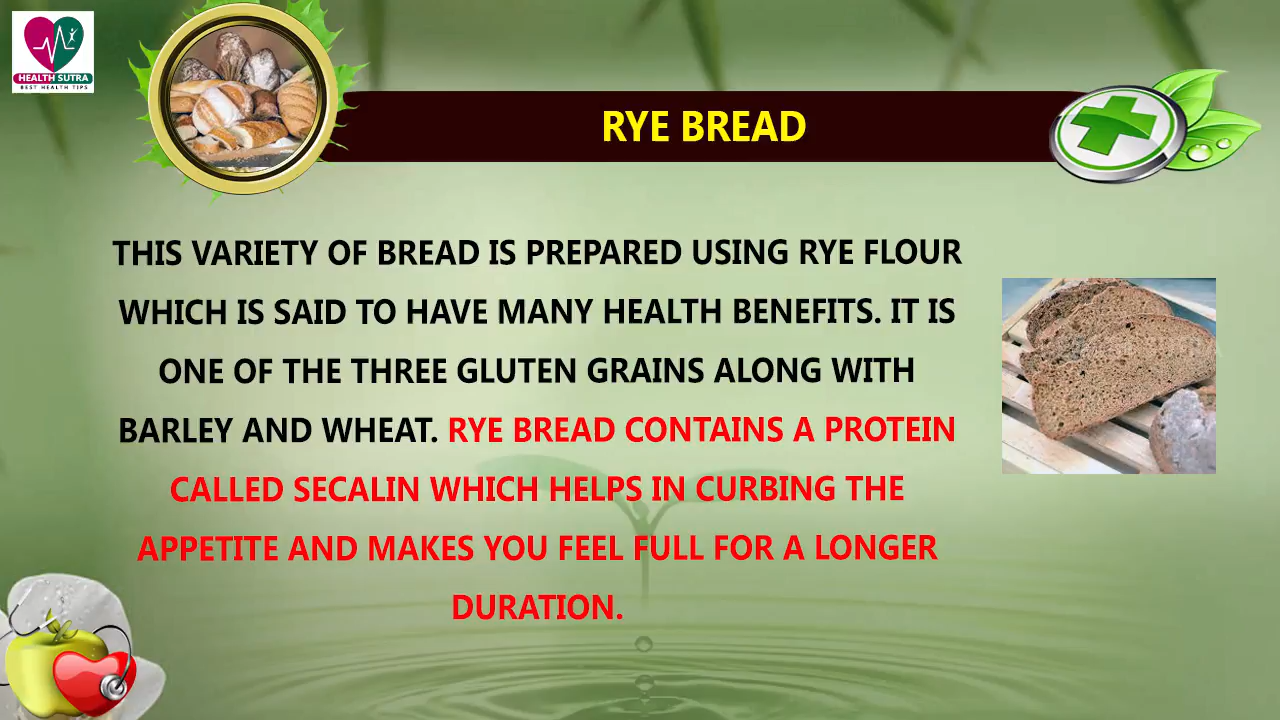 HEALTH SUTRA
BEST HEALTH TIPS
RYE BREAD
THIS VARIETY OF BREAD IS PREPARED USING RYE FLOUR
WHICH IS SAID TO HAVE MANY HEALTH BENEFITS. IT IS
ONE OF THE THREE GLUTEN GRAINS ALONG WITH
BARLEY AND WHEAT. RYE BREAD CONTAINS A PROTEIN
CALLED SECALIN WHICH HELPS IN CURBING THE
APPETITE AND MAKES YOU FEEL FULL FOR A LONGER
DURATION.